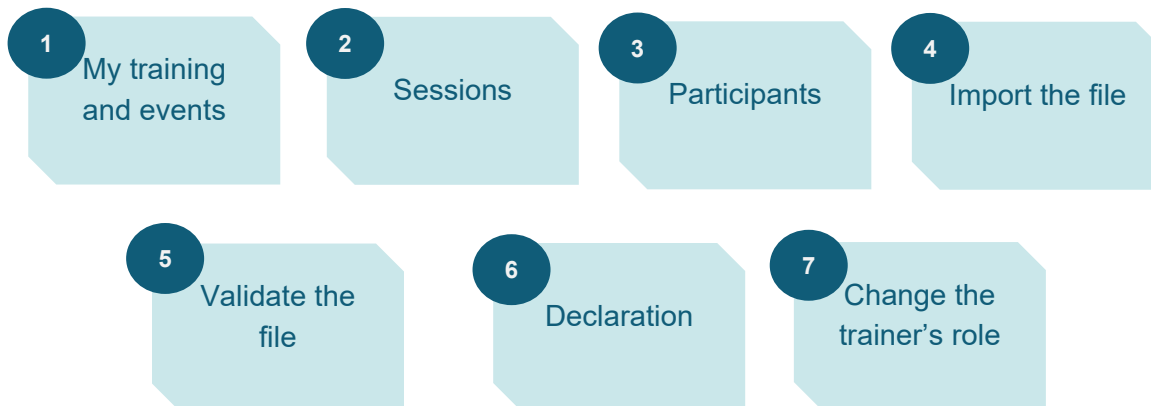 1
My training
and events
2
Sessions
3
Participants
4
Import the file
5
Validate the
file
6
Declaration
7
Change the
trainer’s role